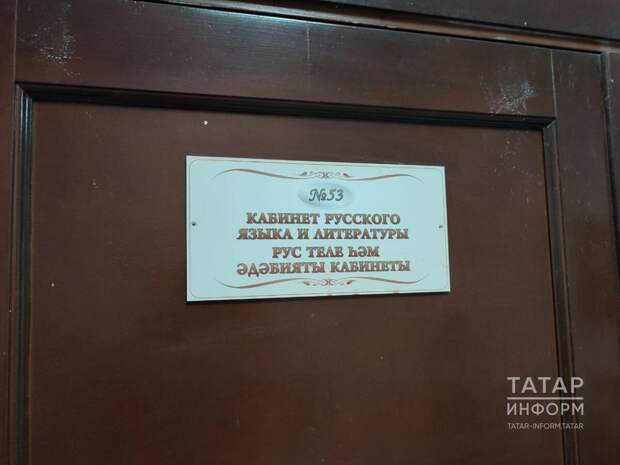 №53
КАБИНЕТ РУССКОГО
ЯЗЫКА И ЛИТЕРАТУРЫ
РУС ТЕЛЕ ҺӘМ
ӘДӘБИЯТЫ КАБИНЕТЫ
ТАТАР
ИНФОРМ
TATAR-INFORM.TATAR